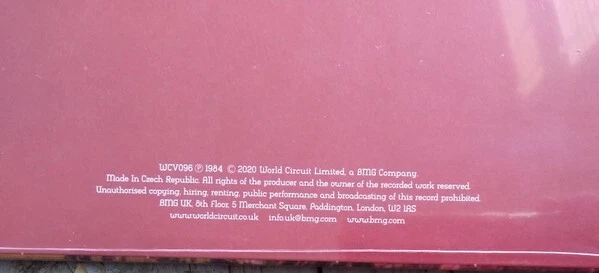 WCV096 ℗ 1984 © 2020 World Circuit Limited, a BMG Company.
Made In Czech Republic. All rights of the producer and the owner of the recorded work reserved.
Unauthorised copying, hiring, renting, public performance and broadcasting of this record prohibited.
BMG UK, 8th Floor, 5 Merchant Square, Paddington, London, W2 1AS
www.worldcircuit.co.uk info.uk@bmg.com www.bmg.com